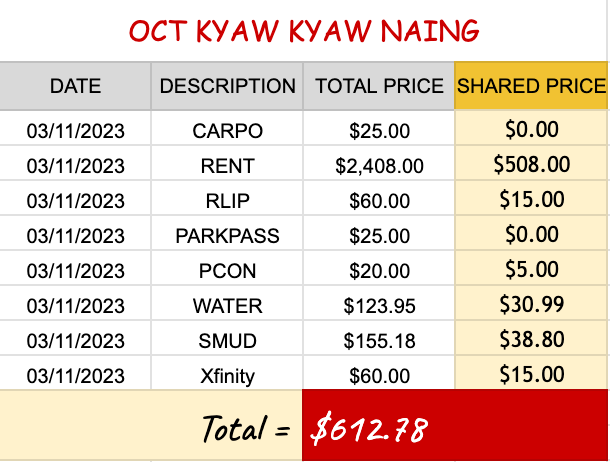 OCT KYAW KYAW NAING
DATE DESCRIPTION TOTAL PRICE SHARED PRICE
03/11/2023 CARPO $25.00 $0.00
03/11/2023 RENT $2,408.00 $508.00
03/11/2023 RLIP $60.00 $15.00
03/11/2023 PARKPASS $25.00 $0.00
03/11/2023 PCON $20.00 $5.00
03/11/2023 WATER $123.95 $30.99
03/11/2023 SMUD $155.18 $38.80
03/11/2023 Xfinity $60.00 $15.00
Total = $612.78